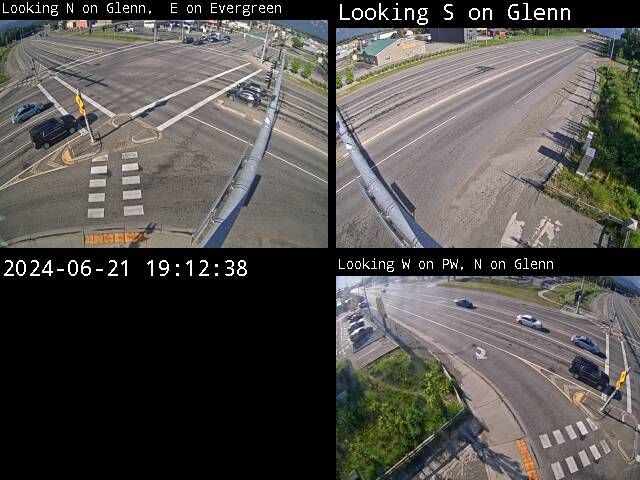 Looking N on Glenn, E on Evergreen
Looking S on Glenn
2024-06-21 19:12:38
Looking W on PW, N on Glenn